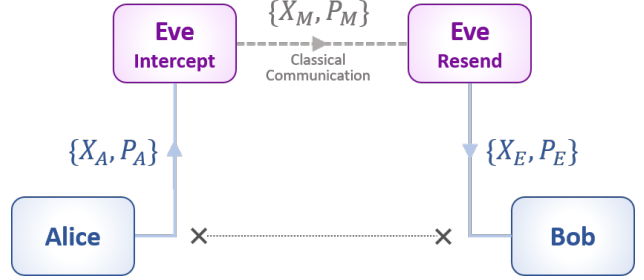 {X_M, P_M}
Eve
Intercept
Eve
Resend
Classical
Communication
{X_A, P_A}
{X_E, P_E}
Alice
Bob